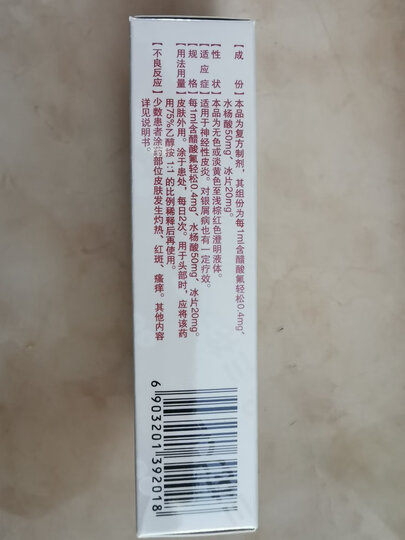 【成　份】本品为复方制剂，其组份为每1ml含醋酸氟轻松0.4mg、
水杨酸50mg、冰片20mg。
【性　状】本品为无色或淡黄色至浅棕红色澄明液体。
【适应症】适用于神经性皮炎。对银屑病也有一定疗效。
【规　格】每1ml含醋酸氟轻松0.4mg、水杨酸50mg、冰片20mg。
【用法用量】皮肤外用。涂于患处，每日2次。用于头部时，应将该药
用75%乙醇按1:1的比例稀释后再使用。
【不良反应】少数患者涂药部位皮肤发生灼热、红斑、瘙痒。其他内容
详见说明书。
6903201392018